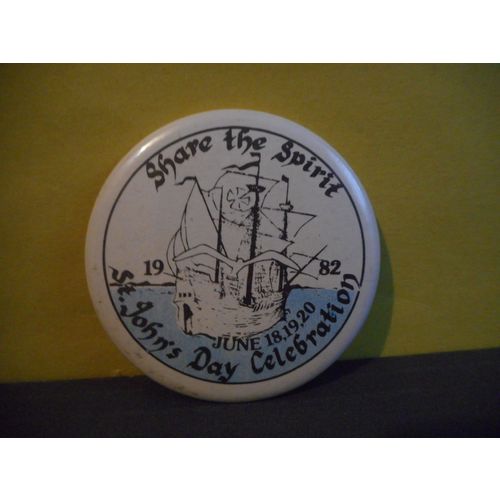 Share the Spirit
19 82
JUNE 18,19,20
St. John's Day Celebration